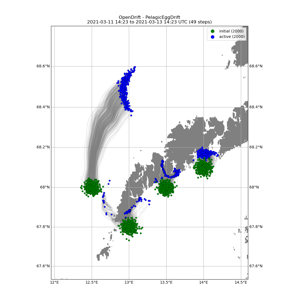 OpenDrift - PelagicEggDrift
2021-03-11 14:23 to 2021-03-13 14:23 UTC (49 steps)
initial (2000)
active (2000)
68.6°N 68.6°N
68.4°N 68.4°N
68.2°N 68.2°N
68°N 68°N
67.8°N 67.8°N
67.6°N 67.6°N
12°E 12.5°E 13°E 13.5°E 14°E 14.5°E